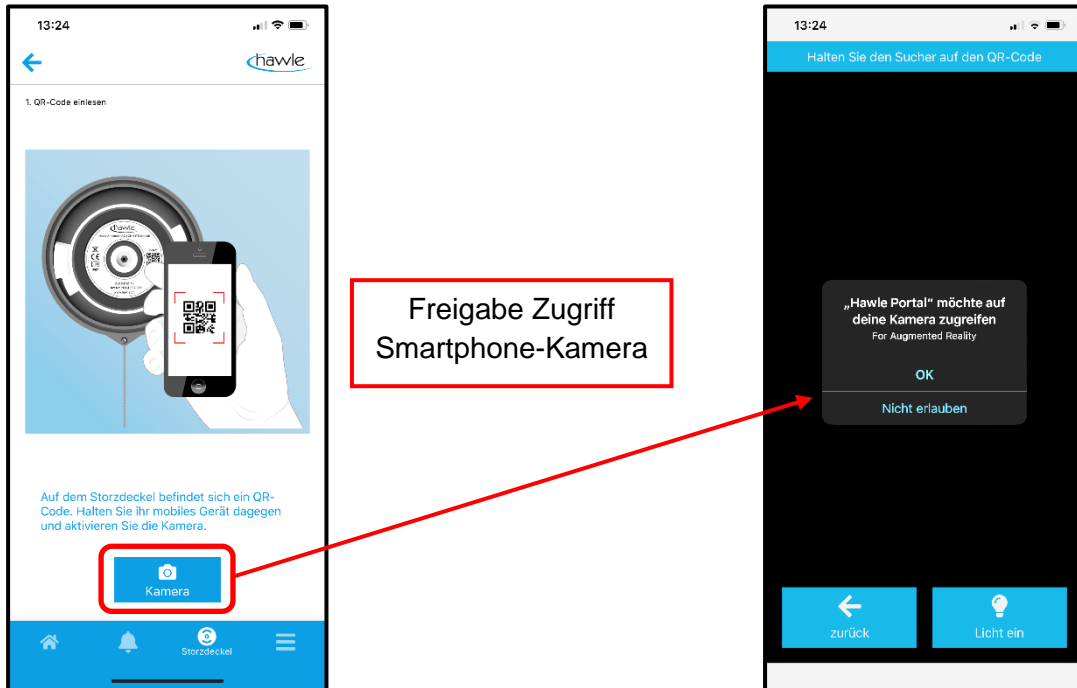 13:24
hawle
1. QR-Code einlesen
hawle
Auf dem Storzdeckel befindet sich ein QR-
Code. Halten Sie ihr mobiles Gerät dagegen
und aktivieren Sie die Kamera.
Kamera
Storzdeckel
Freigabe Zugriff
Smartphone-Kamera
13:24
Halten Sie den Sucher auf den QR-Code
„Hawle Portal“ möchte auf
deine Kamera zugreifen
For Augmented Reality
OK
Nicht erlauben
zurück
Licht ein